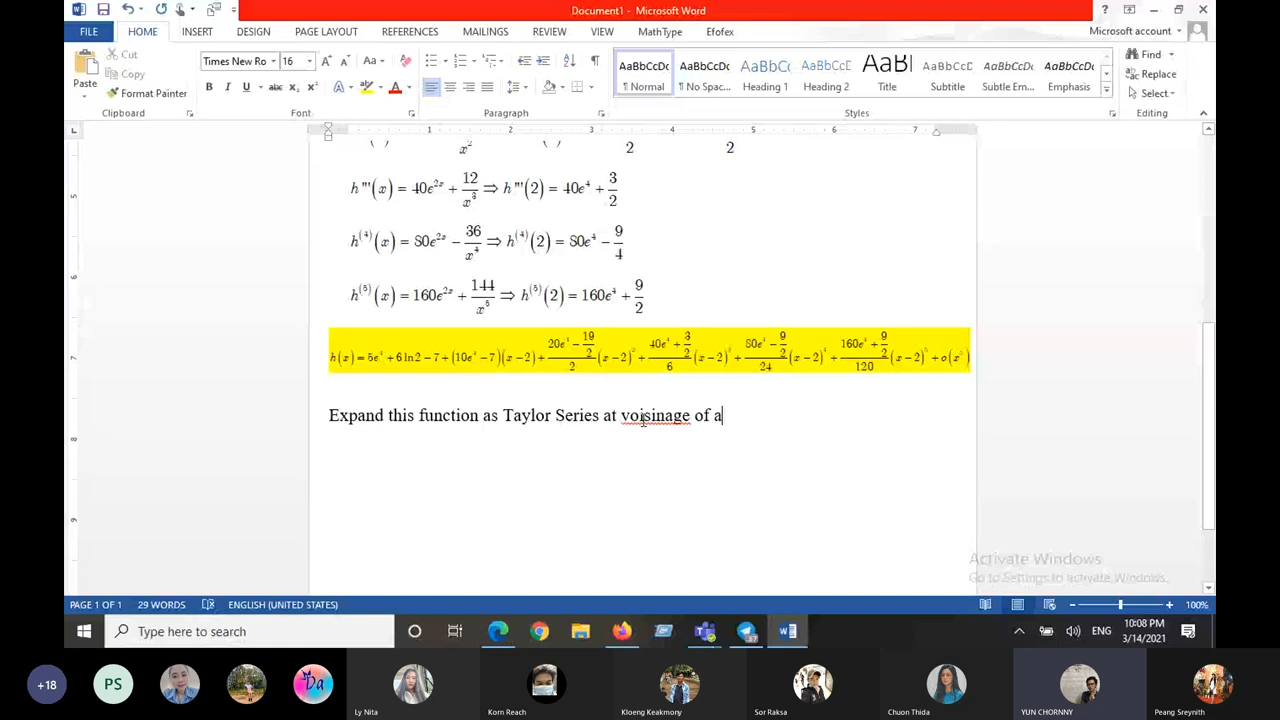 Document1 - Microsoft Word
FILE HOME INSERT DESIGN PAGE LAYOUT REFERENCES MAILINGS REVIEW VIEW MathType Efofex Microsoft account
Paste Cut Copy Format Painter
Times New Ro 16
AaBbCcDc AaBbCcDc AaBbCcD AaBbCcE AaBl AaBbCcD AaBbCcD AaBbCcDc
¶ Normal ¶ No Spac... Heading 1 Heading 2 Title Subtitle Subtle Em... Emphasis
Find Replace Select
Clipboard Font Paragraph Styles Editing
h'''(x) = 40e^{2x} + 12/x^3 ⇒ h'''(2) = 40e^4 + 3/2
h^{(4)}(x) = 80e^{2x} − 36/x^4 ⇒ h^{(4)}(2) = 80e^4 − 9/4
h^{(5)}(x) = 160e^{2x} + 144/x^5 ⇒ h^{(5)}(2) = 160e^4 + 9/2
h(x) = 5e^4 + 6 ln 2 − 7 + (10e^4 − 7)(x − 2) + (20e^4 − 19/2)/2 (x − 2)^2 + (40e^4 + 3/2)/6 (x − 2)^3 + (80e^4 − 9/2)/24 (x − 2)^4 + (160e^4 + 9/2)/120 (x − 2)^5 + o(x^5)
Expand this function as Taylor Series at voisinage of a
Activate Windows
Go to Settings to activate Windows.
PAGE 1 OF 1 29 WORDS ENGLISH (UNITED STATES) 100%
Type here to search ENG 10:08 PM
3/14/2021
+18 PS Da
Ly Nita Korn Reach Kloeng Keakmony Sor Raksa Chuon Thida YUN CHORNNY Peang Sreynith